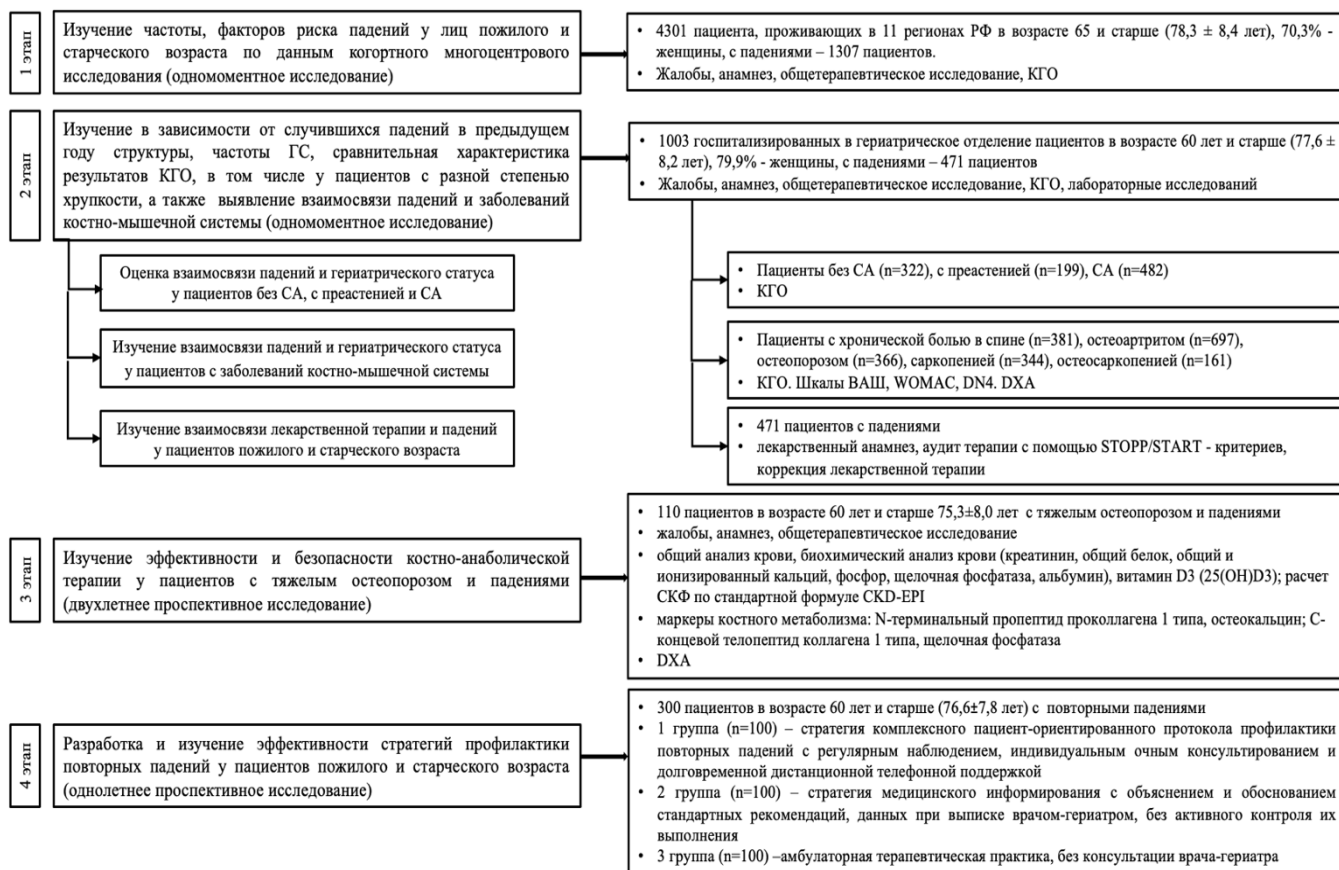 1 этап
Изучение частоты, факторов риска падений у лиц пожилого и
старческого возраста по данным когортного многоцентрового
исследования (одномоментное исследование)
• 4301 пациента, проживающих в 11 регионах РФ в возрасте 65 и старше (78,3 ± 8,4 лет), 70,3% -
женщины, с падениями – 1307 пациентов.
• Жалобы, анамнез, общетерапевтическое исследование, КГО
2 этап
Изучение в зависимости от случившихся падений в предыдущем
году структуры, частоты ГС, сравнительная характеристика
результатов КГО, в том числе у пациентов с разной степенью
хрупкости, а также выявление взаимосвязи падений и заболеваний
костно-мышечной системы (одномоментное исследование)
• 1003 госпитализированных в гериатрическое отделение пациентов в возрасте 60 лет и старше (77,6 ±
8,2 лет), 79,9% - женщины, с падениями – 471 пациентов
• Жалобы, анамнез, общетерапевтическое исследование, КГО, лабораторные исследований
Оценка взаимосвязи падений и гериатрического статуса
у пациентов без СА, с преастенией и СА
• Пациенты без СА (n=322), с преастенией (n=199), СА (n=482)
• КГО
Изучение взаимосвязи падений и гериатрического статуса
у пациентов с заболеваний костно-мышечной системы
• Пациенты с хронической болью в спине (n=381), остеоартритом (n=697),
остеопорозом (n=366), саркопенией (n=344), остеосаркопенией (n=161)
• КГО. Шкалы ВАШ, WOMAC, DN4. DXA
Изучение взаимосвязи лекарственной терапии и падений
у пациентов пожилого и старческого возраста
• 471 пациентов с падениями
• лекарственный анамнез, аудит терапии с помощью STOPP/START - критериев,
коррекция лекарственной терапии
3 этап
Изучение эффективности и безопасности костно-анаболической
терапии у пациентов с тяжелым остеопорозом и падениями
(двухлетнее проспективное исследование)
• 110 пациентов в возрасте 60 лет и старше 75,3±8,0 лет с тяжелым остеопорозом и падениями
• жалобы, анамнез, общетерапевтическое исследование
• общий анализ крови, биохимический анализ крови (креатинин, общий белок, общий и
ионизированный кальций, фосфор, щелочная фосфатаза, альбумин), витамин D3 (25(OH)D3); расчет
СКФ по стандартной формуле CKD-EPI
• маркеры костного метаболизма: N-терминальный пропептид проколлагена 1 типа, остеокальцин; С-
концевой телопептид коллагена 1 типа, щелочная фосфатаза
• DXA
4 этап
Разработка и изучение эффективности стратегий профилактики
повторных падений у пациентов пожилого и старческого возраста
(однолетнее проспективное исследование)
• 300 пациентов в возрасте 60 лет и старше (76,6±7,8 лет) с повторными падениями
• 1 группа (n=100) – стратегия комплексного пациент-ориентированного протокола профилактики
повторных падений с регулярным наблюдением, индивидуальным очным консультированием и
долговременной дистанционной телефонной поддержкой
• 2 группа (n=100) – стратегия медицинского информирования с объяснением и обоснованием
стандартных рекомендаций, данных при выписке врачом-гериатром, без активного контроля их
выполнения
• 3 группа (n=100) –амбулаторная терапевтическая практика, без консультации врача-гериатра